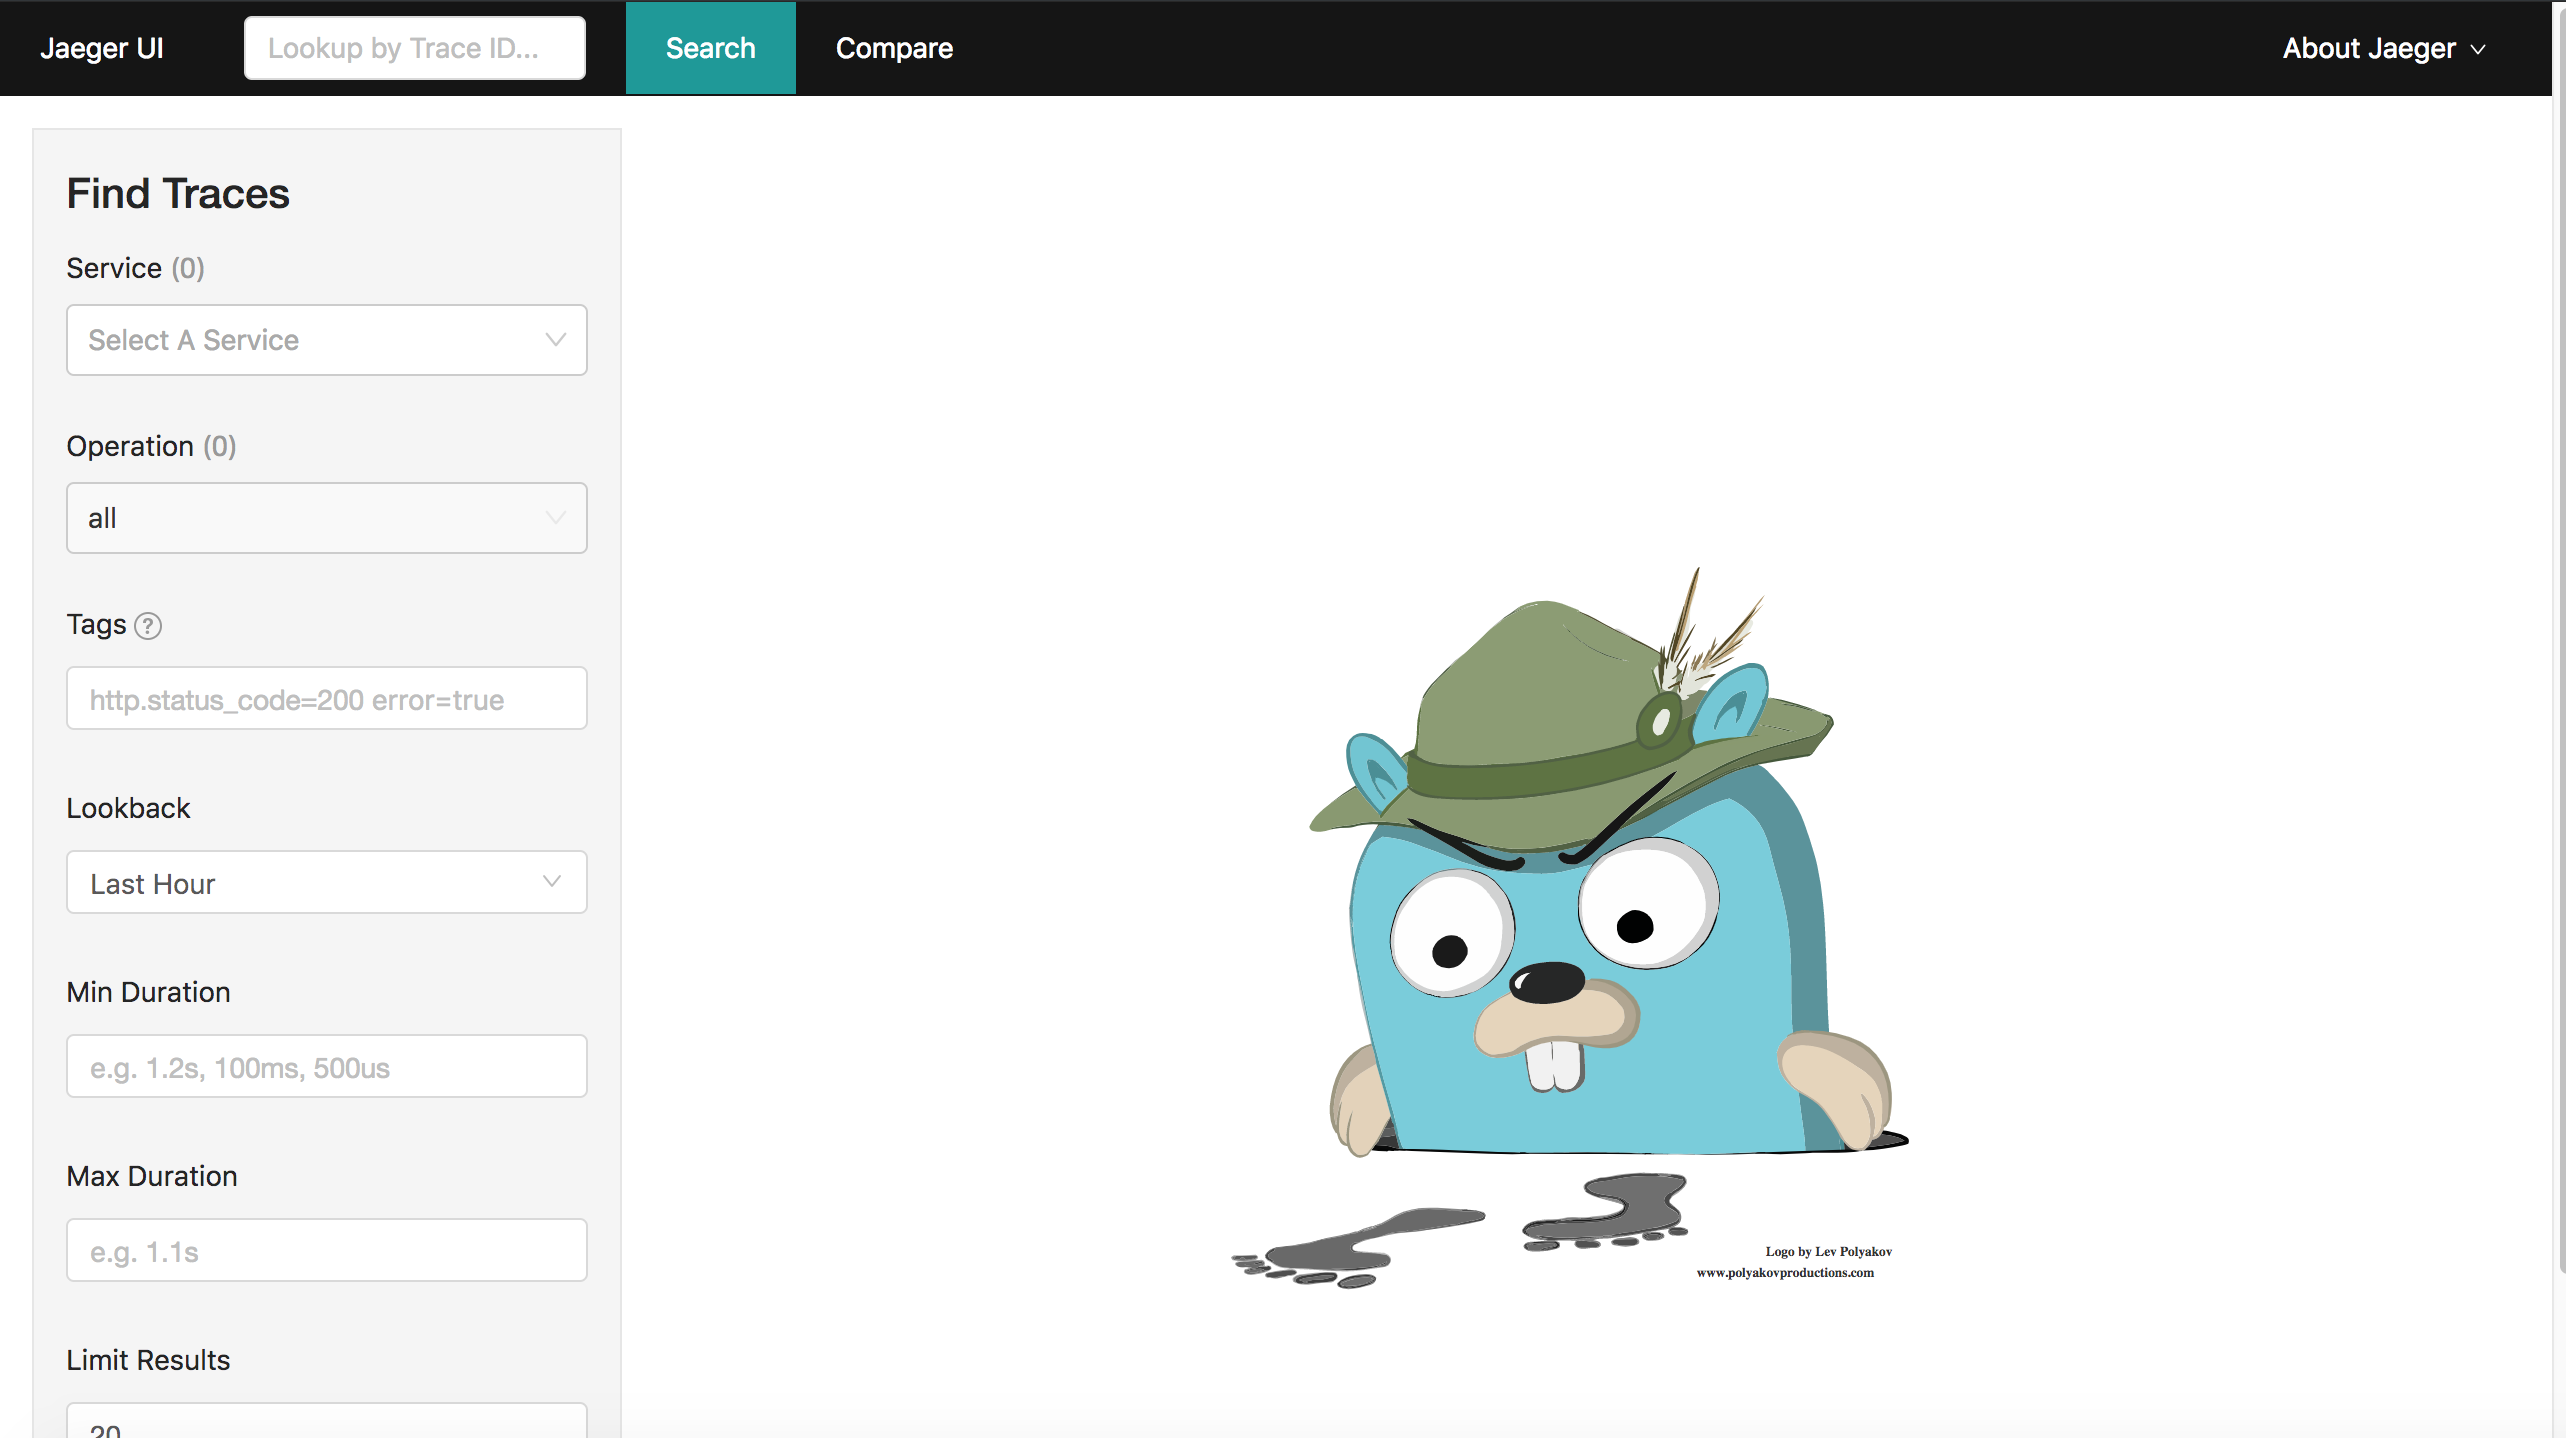 Jaeger UI
Lookup by Trace ID...
Search
Compare
About Jaeger
Find Traces
Service (0)
Select A Service
Operation (0)
all
Tags ?
http.status_code=200 error=true
Lookback
Last Hour
Min Duration
e.g. 1.2s, 100ms, 500us
Max Duration
e.g. 1.1s
Limit Results
20
Logo by Lev Polyakov
www.polyakovproductions.com